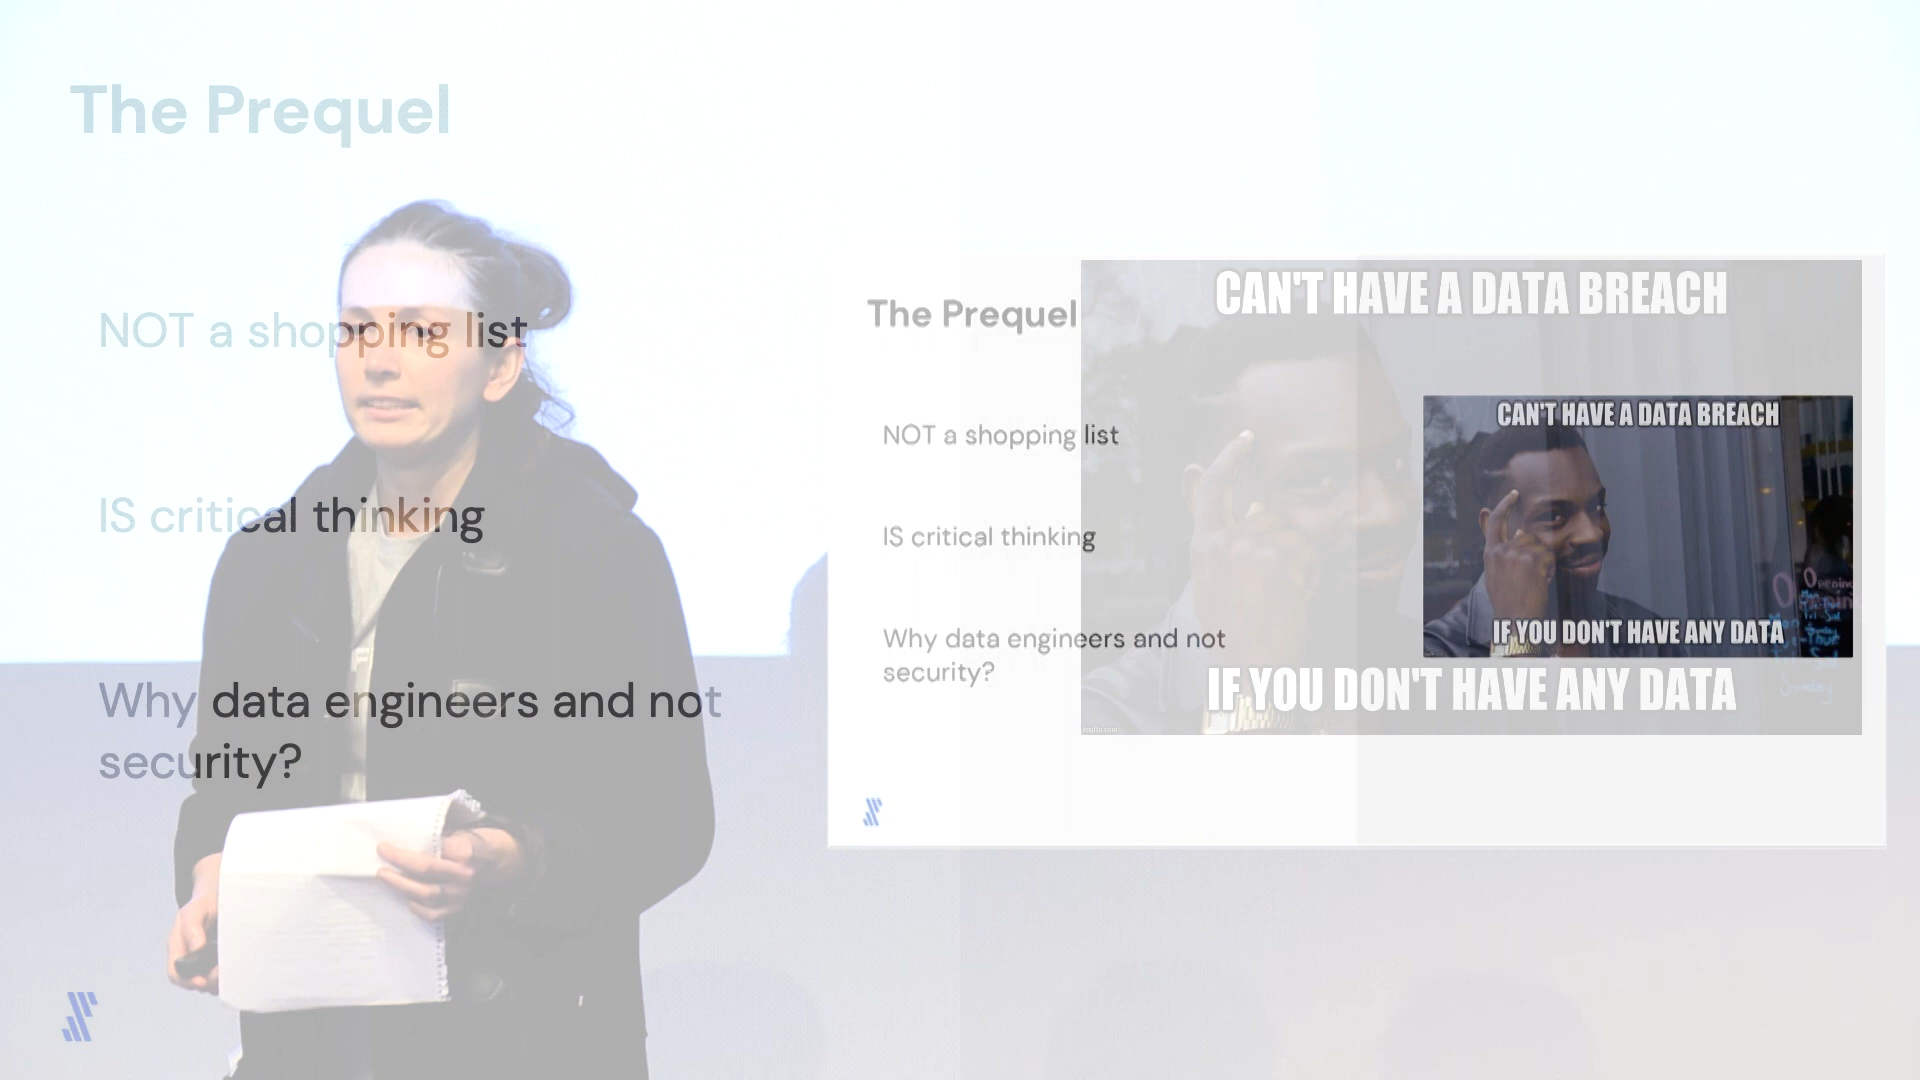 The Prequel
NOT a shopping list
IS critical thinking
Why data engineers and not
security?
The Prequel
NOT a shopping list
IS critical thinking
Why data engineers and not
security?
CAN'T HAVE A DATA BREACH
IF YOU DON'T HAVE ANY DATA
CAN'T HAVE A DATA BREACH
IF YOU DON'T HAVE ANY DATA